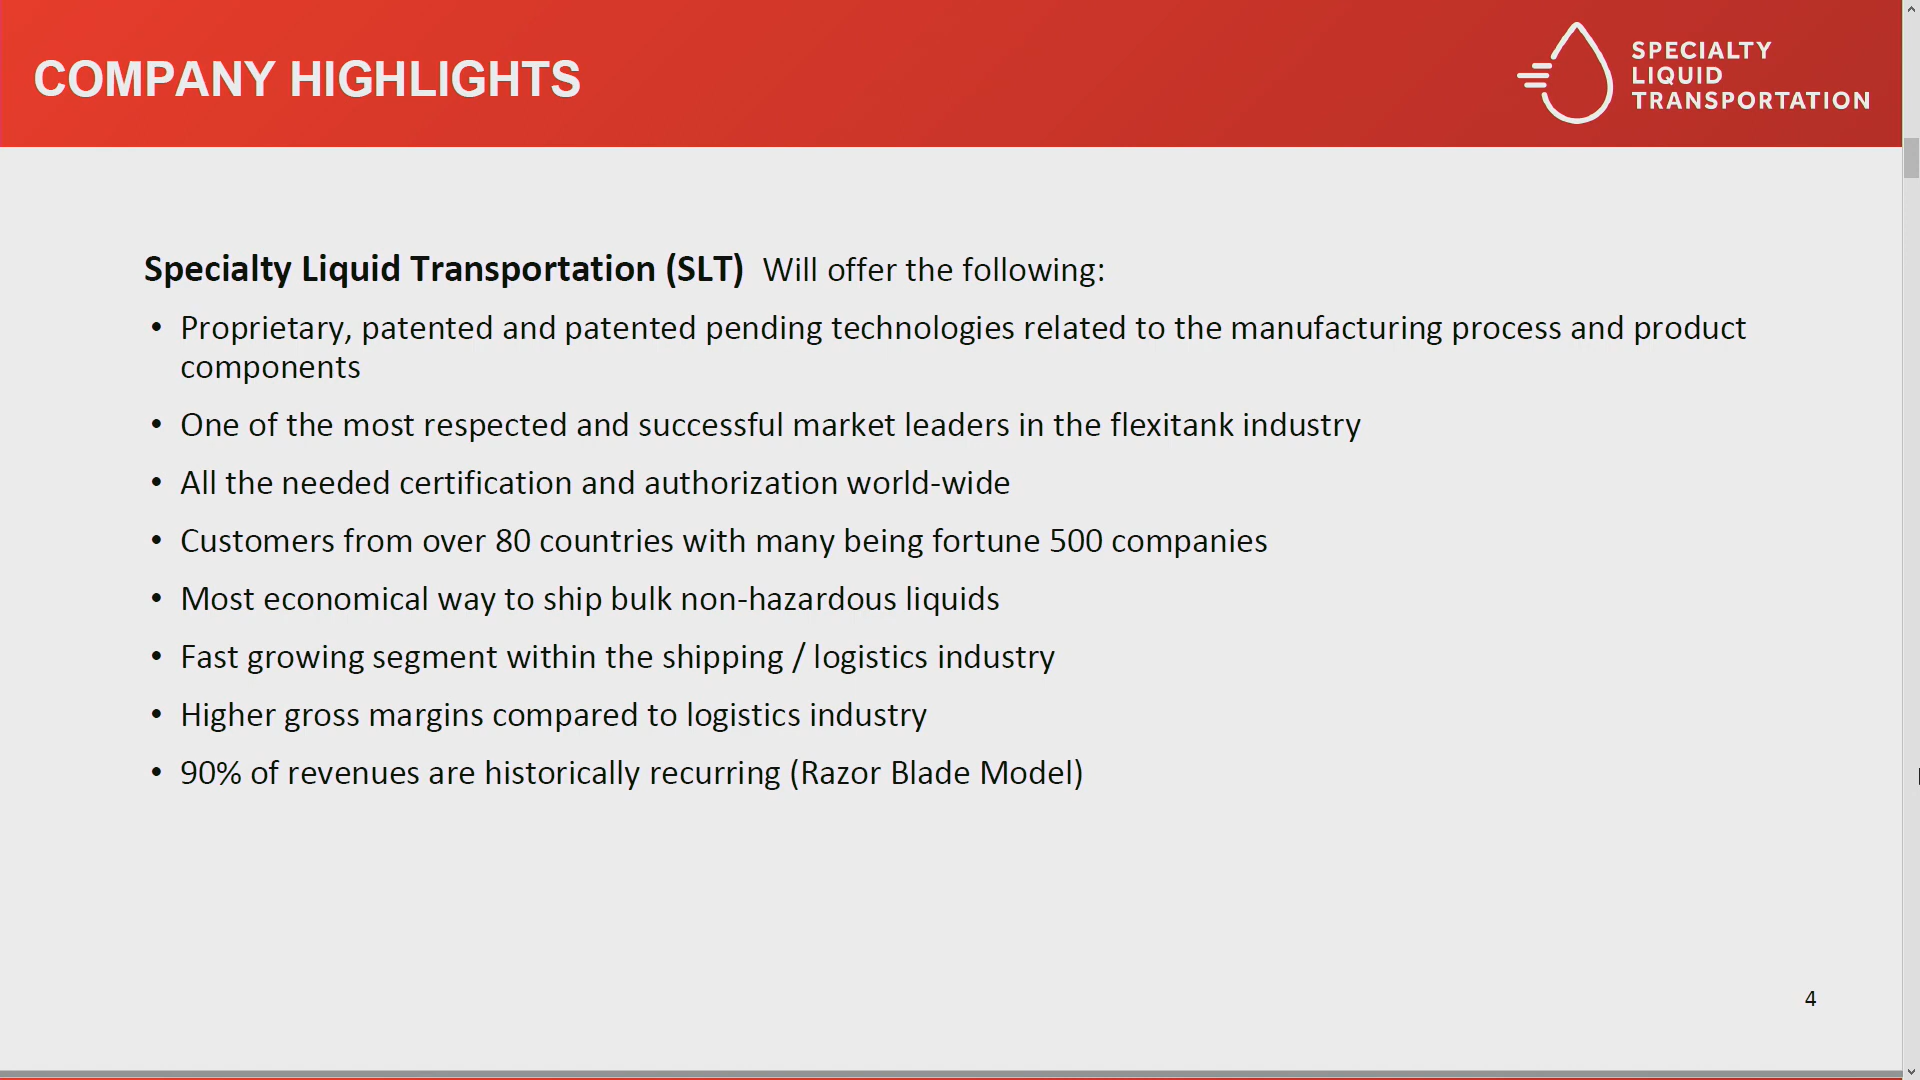 COMPANY HIGHLIGHTS
SPECIALTY
LIQUID
TRANSPORTATION
Specialty Liquid Transportation (SLT) Will offer the following:
• Proprietary, patented and patented pending technologies related to the manufacturing process and product
components
• One of the most respected and successful market leaders in the flexitank industry
• All the needed certification and authorization world-wide
• Customers from over 80 countries with many being fortune 500 companies
• Most economical way to ship bulk non-hazardous liquids
• Fast growing segment within the shipping / logistics industry
• Higher gross margins compared to logistics industry
• 90% of revenues are historically recurring (Razor Blade Model)
4